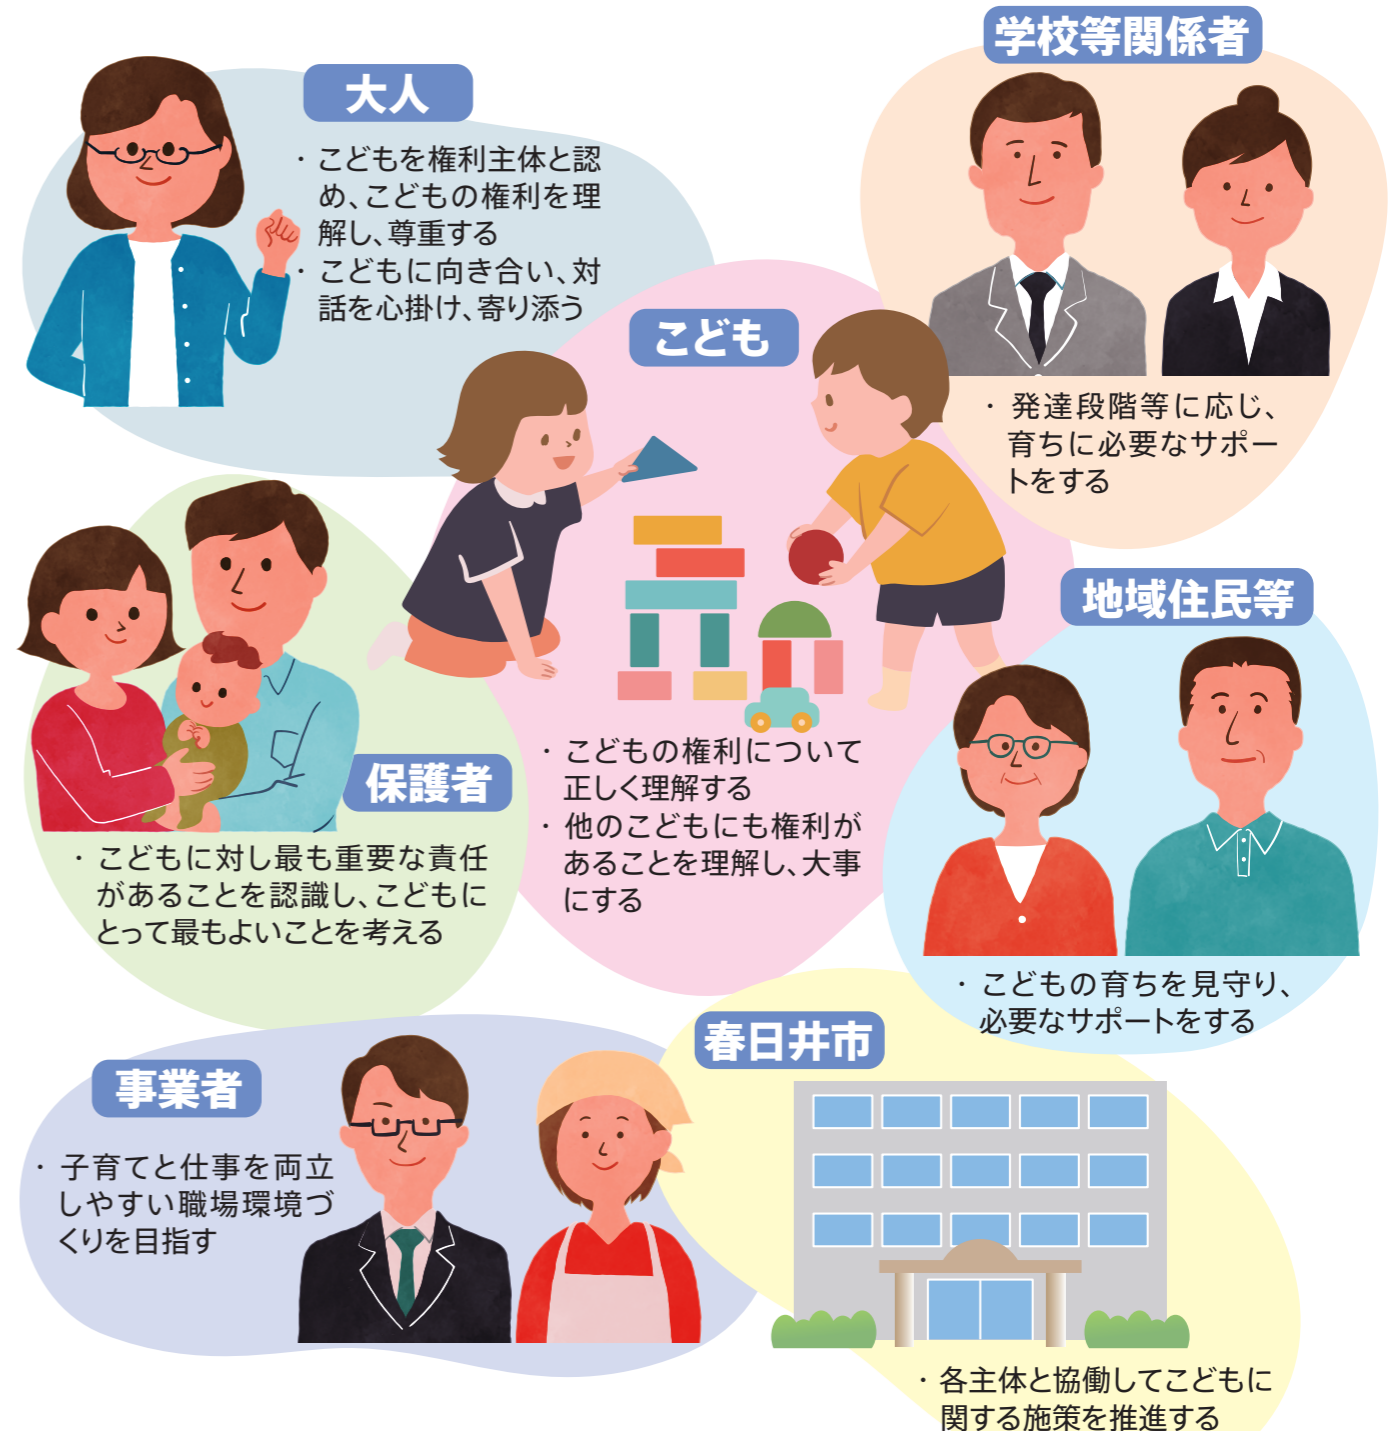 大人
・こどもを権利主体と認
め、こどもの権利を理
解し、尊重する
・こどもに向き合い、対
話を心掛け、寄り添う
学校等関係者
・発達段階等に応じ、
育ちに必要なサポー
トをする
こども
・こどもの権利について
正しく理解する
・他のこどもにも権利が
あることを理解し、大事
にする
保護者
・こどもに対し最も重要な責任
があることを認識し、こどもに
とって最もよいことを考える
地域住民等
・こどもの育ちを見守り、
必要なサポートをする
事業者
・子育てと仕事を両立
しやすい職場環境づ
くりを目指す
春日井市
・各主体と協働してこどもに
関する施策を推進する